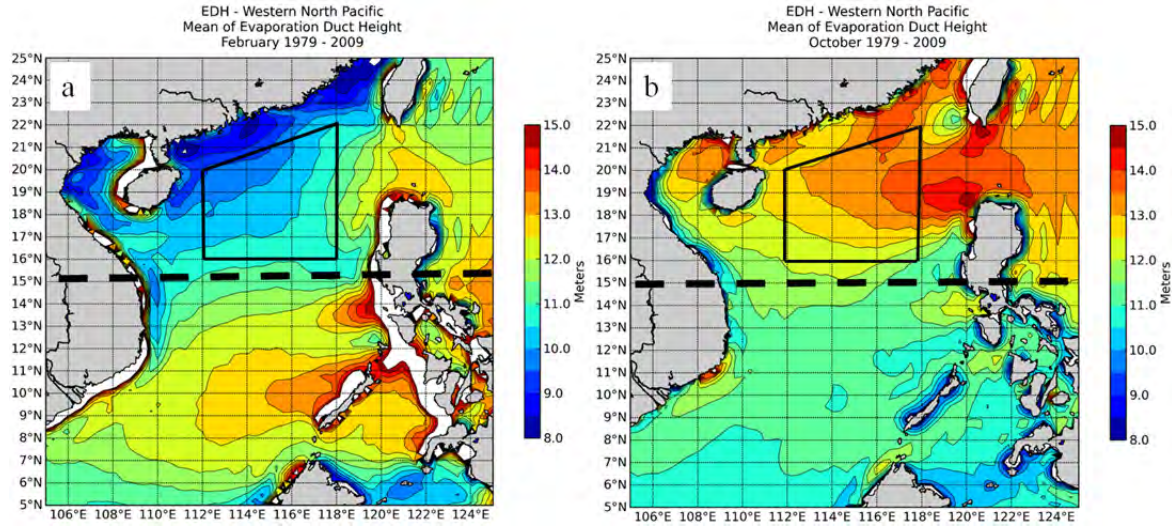 EDH - Western North Pacific
Mean of Evaporation Duct Height
February 1979 - 2009
a
25°N
24°N
23°N
22°N
21°N
20°N
19°N
18°N
17°N
16°N
15°N
14°N
13°N
12°N
11°N
10°N
9°N
8°N
7°N
6°N
5°N
106°E 108°E 110°E 112°E 114°E 116°E 118°E 120°E 122°E 124°E
15.0
14.0
13.0
12.0
11.0
10.0
9.0
8.0
Meters
EDH - Western North Pacific
Mean of Evaporation Duct Height
October 1979 - 2009
b
25°N
24°N
23°N
22°N
21°N
20°N
19°N
18°N
17°N
16°N
15°N
14°N
13°N
12°N
11°N
10°N
9°N
8°N
7°N
6°N
5°N
106°E 108°E 110°E 112°E 114°E 116°E 118°E 120°E 122°E 124°E
15.0
14.0
13.0
12.0
11.0
10.0
9.0
8.0
Meters